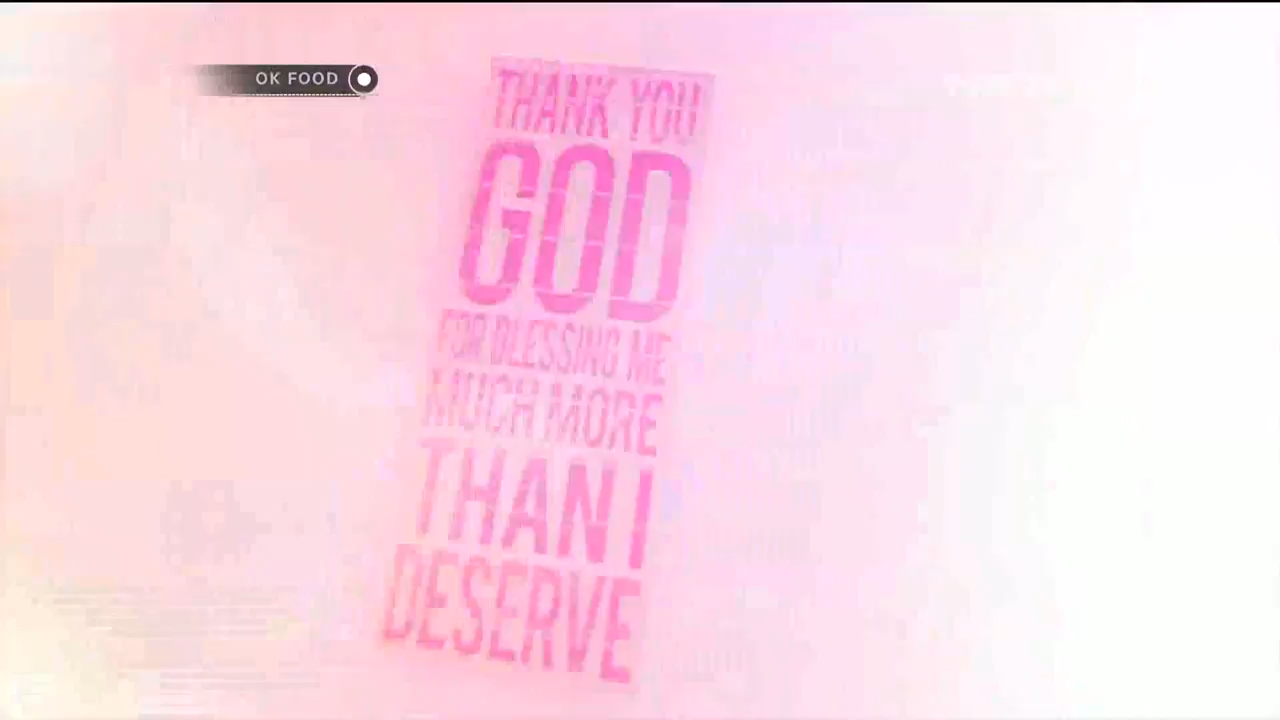 OK FOOD
THANK YOU
GOD
FOR BLESSING ME
MUCH MORE
THAN I
DESERVE